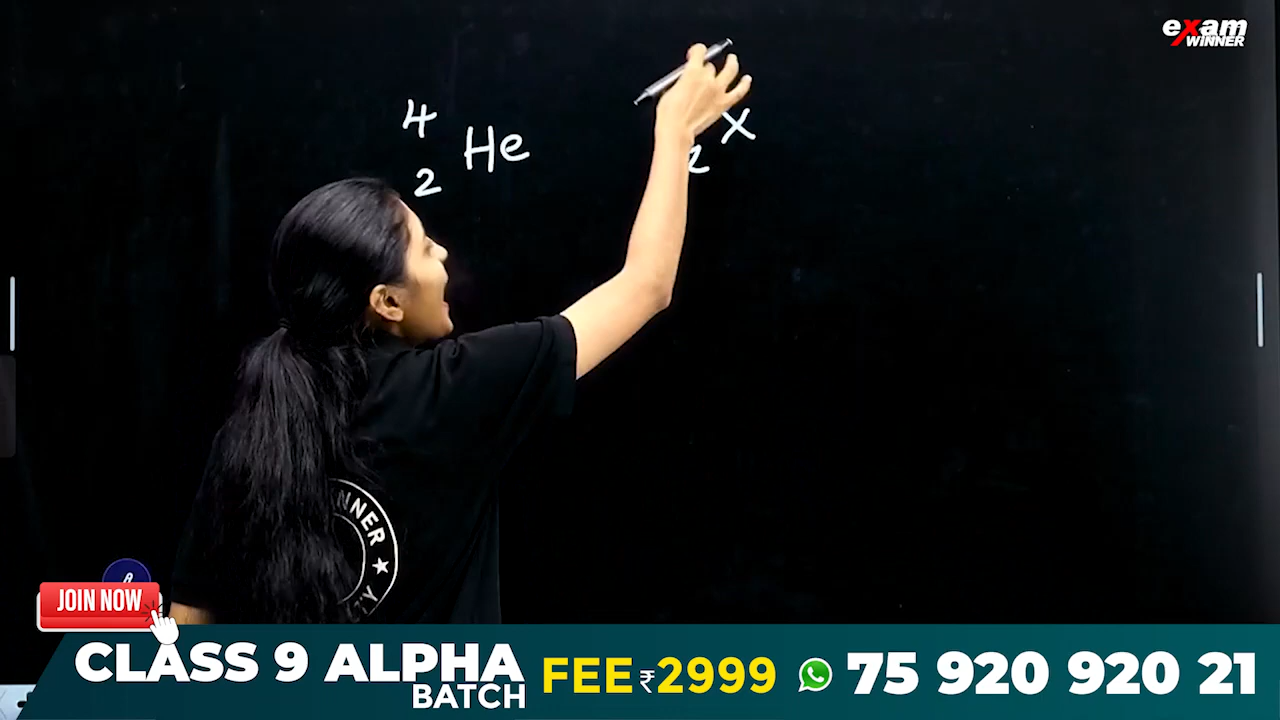 exam
WINNER
4
2 He
2 X
NNER
JOIN NOW
CLASS 9 ALPHA
BATCH
FEE ₹2999
75 920 920 21